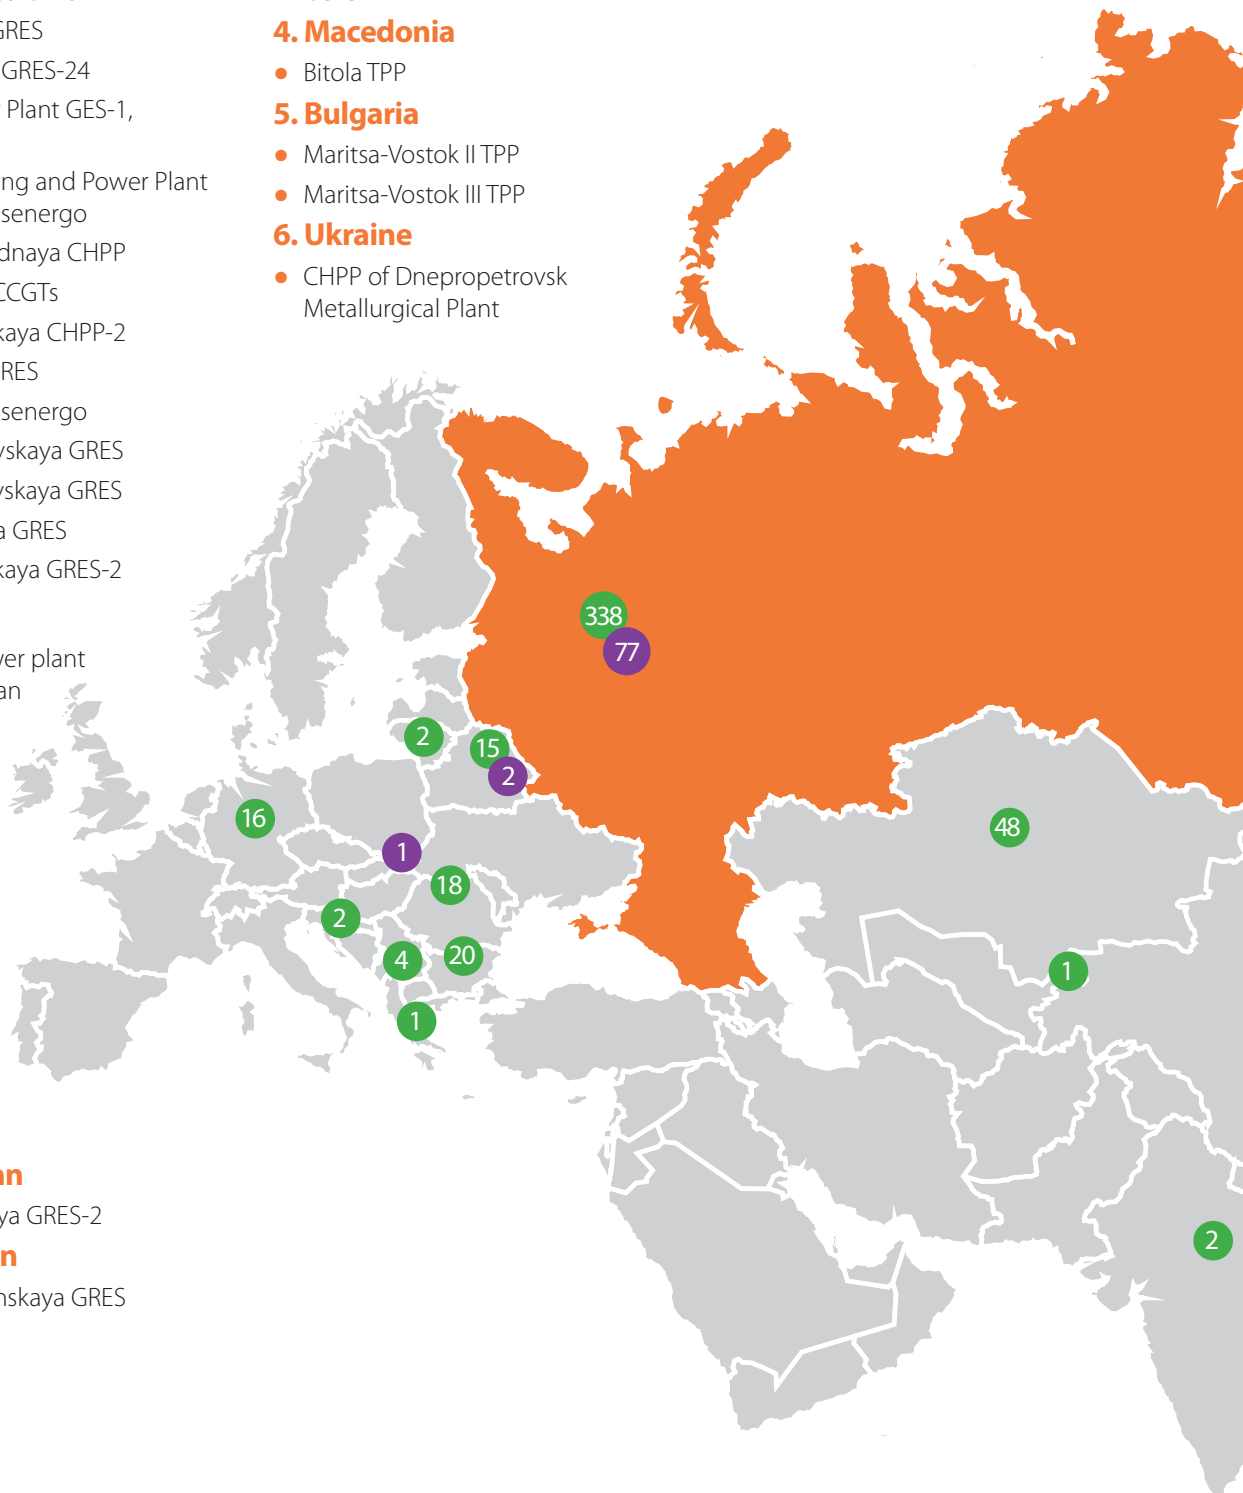 GRES
GRES-24
Plant GES-1,
ng and Power Plant
senergo
dnaya CHPP
CCGTs
kaya CHPP-2
RES
senergo
vskaya GRES
vskaya GRES
a GRES
kaya GRES-2
ver plant
an
an
ya GRES-2
n
nskaya GRES
4. Macedonia
• Bitola TPP
5. Bulgaria
• Maritsa-Vostok II TPP
• Maritsa-Vostok III TPP
6. Ukraine
• CHPP of Dnepropetrovsk
Metallurgical Plant
338
77
2
15
2
16
1
48
18
2
20
4
1
1
2